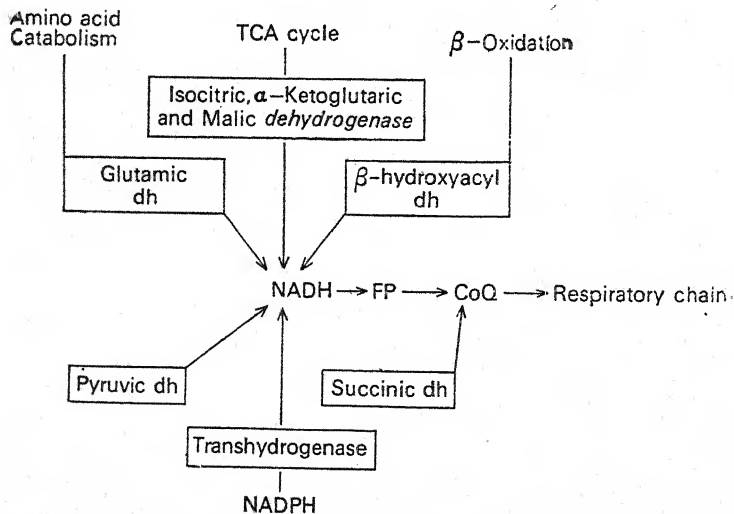 Amino acid
Catabolism
TCA cycle
β-Oxidation
Isocitric, α-Ketoglutaric
and Malic dehydrogenase
Glutamic
dh
β-hydroxyacyl
dh
NADH → FP → CoQ → Respiratory chain
Pyruvic dh
Succinic dh
Transhydrogenase
NADPH